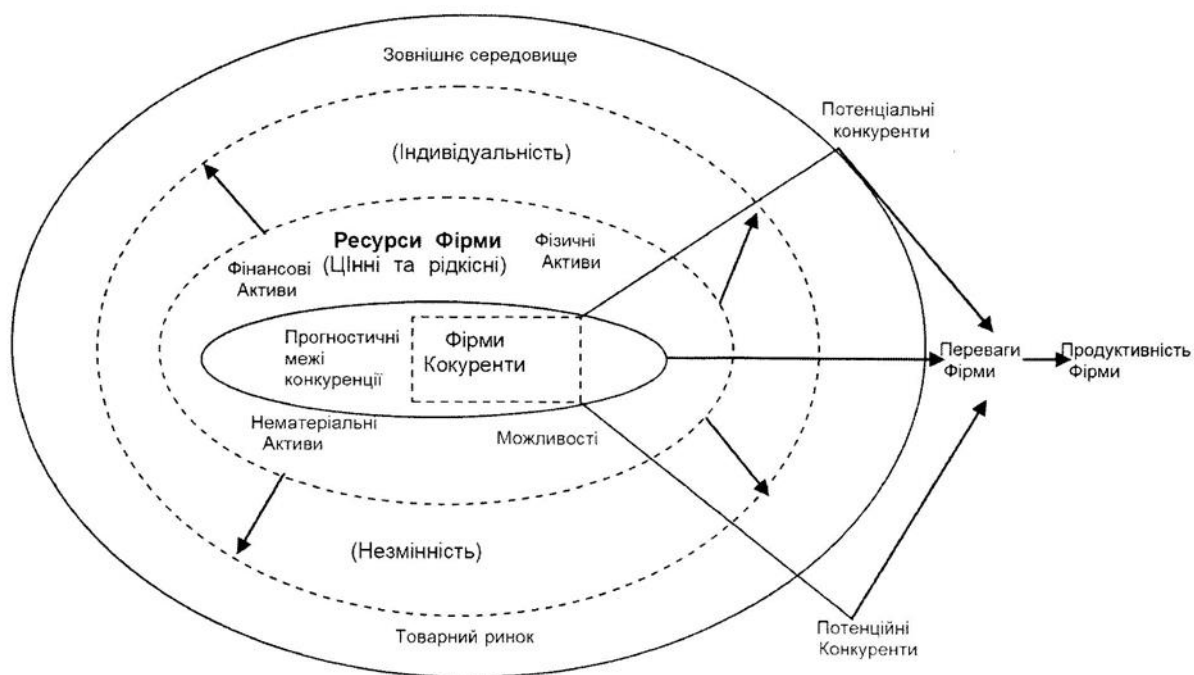 Зовнішнє середовище
Потенціальні
конкуренти
(Індивідуальність)
Ресурси Фірми
(ЦІнні та рідкісні)
Фізичні
Активи
Фінансові
Активи
Прогностичні
межі
конкуренції
Фірми
Кокуренти
Переваги
Фірми
Продуктивність
Фірми
Нематеріальні
Активи
Можливості
(Незмінність)
Товарний ринок
Потенційні
Конкуренти